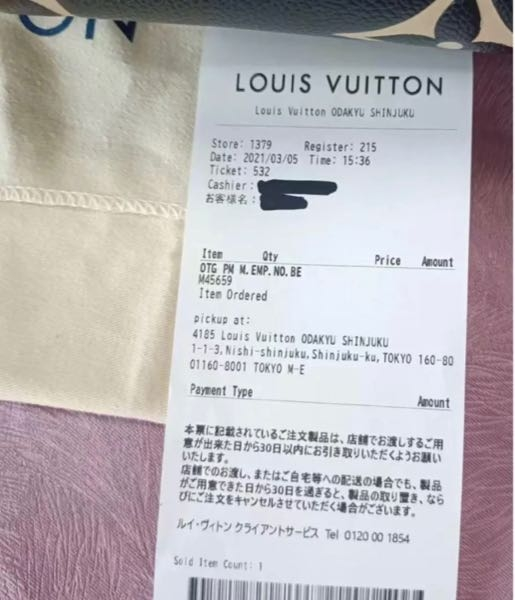 ON
LOUIS VUITTON
Louis Vuitton ODAKYU SHINJUKU
Store: 1379 Register: 215
Date: 2021/03/05 Time: 15:36
Ticket: 532
Cashier:
お客様名:
Item Qty Price Amount
OTG PM M.EMP.NO.BE
M45659
Item Ordered
pickup at:
4185 Louis Vuitton ODAKYU SHINJUKU
1-1-3,Nishi-shinjuku,Shinjuku-ku,TOKYO 160-80
01160-8001 TOKYO M-E
Payment Type Amount
本票に記載されているご注文製品は、店舗でお渡しするご用
意が出来た日から30日以内にお引き取りいただくようお願い
いたします。
店舗でのお渡し、またはご自宅等への配送の場合でも、製品
がご用意できた日から30日を過ぎると、製品の取り置き、なら
びにご注文をキャンセルさせていただく場合がございます。
ルイ・ヴィトン クライアントサービス Tel 0120 00 1854
Sold Item Count: 1